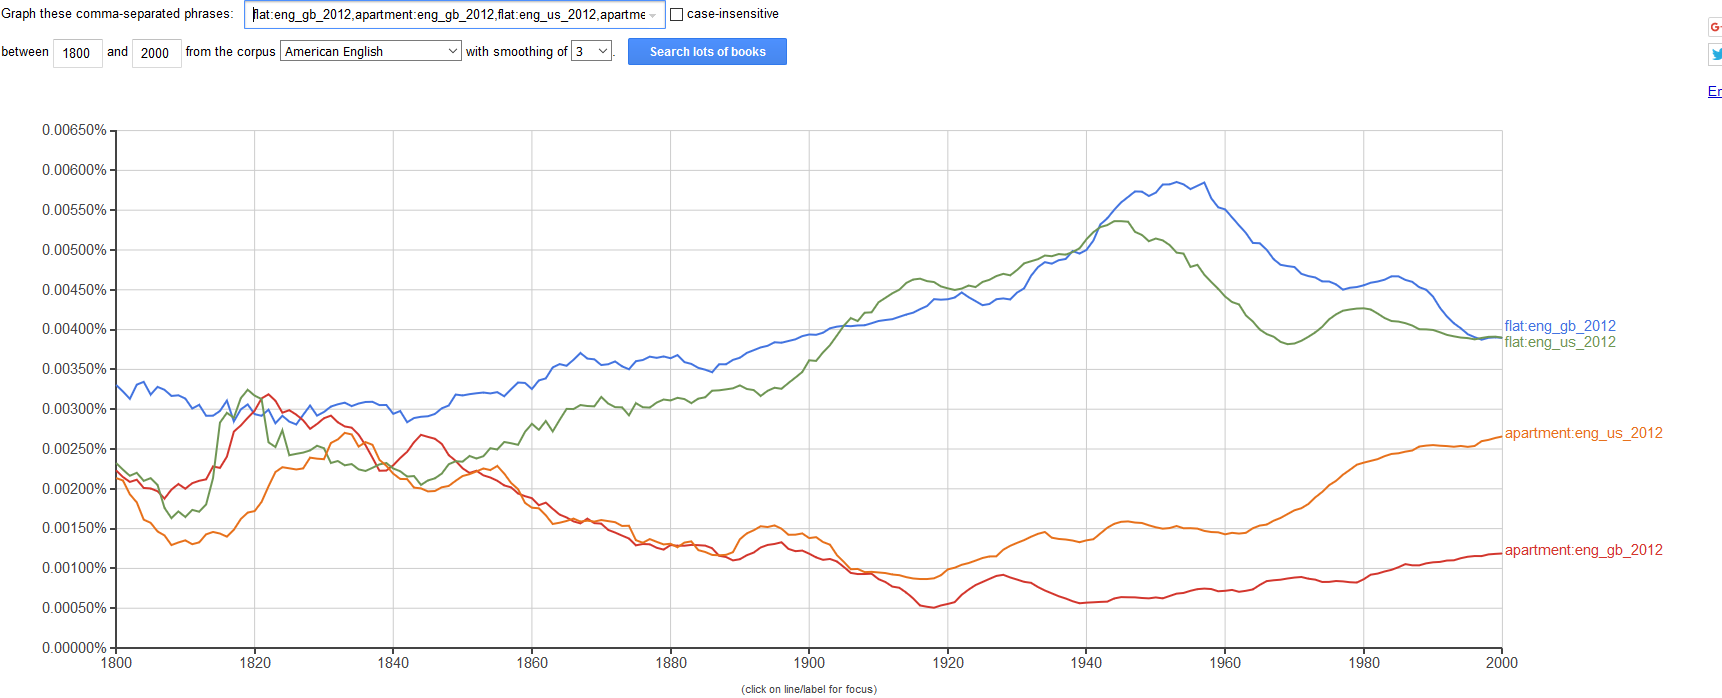 Graph these comma-separated phrases: flat:eng_gb_2012,apartment:eng_gb_2012,flat:eng_us_2012,apartme case-insensitive
between 1800 and 2000 from the corpus American English with smoothing of 3 . Search lots of books
0.00650%
0.00600%
0.00550%
0.00500%
0.00450%
0.00400%
0.00350%
0.00300%
0.00250%
0.00200%
0.00150%
0.00100%
0.00050%
0.00000%
flat:eng_gb_2012
flat:eng_us_2012
apartment:eng_us_2012
apartment:eng_gb_2012
1800 1820 1840 1860 1880 1900 1920 1940 1960 1980 2000
(click on line/label for focus)